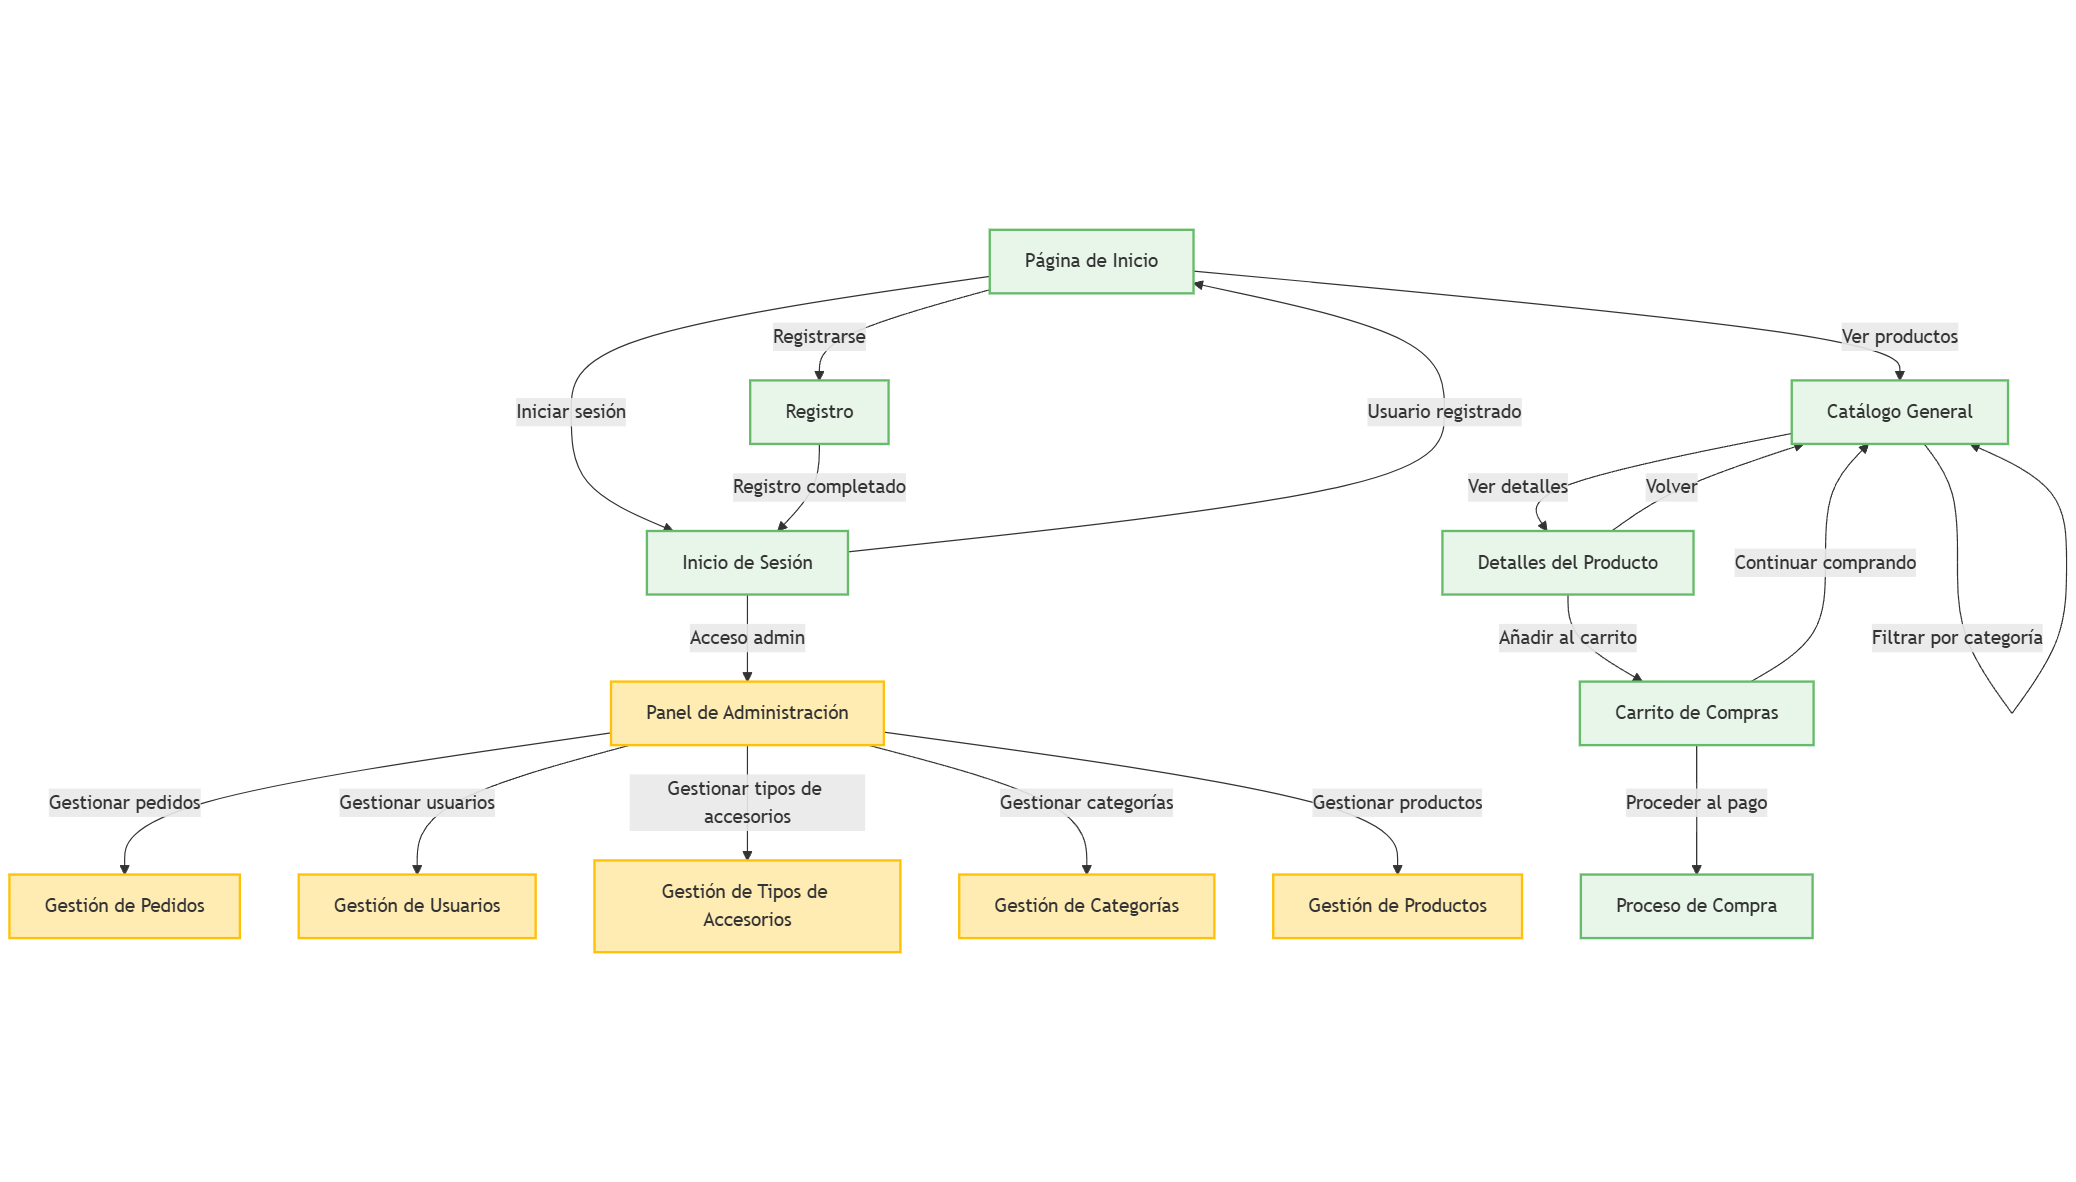 Página de Inicio
Registrarse
Ver productos
Iniciar sesión
Registro
Usuario registrado
Catálogo General
Registro completado
Ver detalles
Volver
Inicio de Sesión
Detalles del Producto
Continuar comprando
Acceso admin
Añadir al carrito
Filtrar por categoría
Panel de Administración
Carrito de Compras
Gestionar pedidos
Gestionar usuarios
Gestionar tipos de
accesorios
Gestionar categorías
Gestionar productos
Proceder al pago
Gestión de Pedidos
Gestión de Usuarios
Gestión de Tipos de
Accesorios
Gestión de Categorías
Gestión de Productos
Proceso de Compra